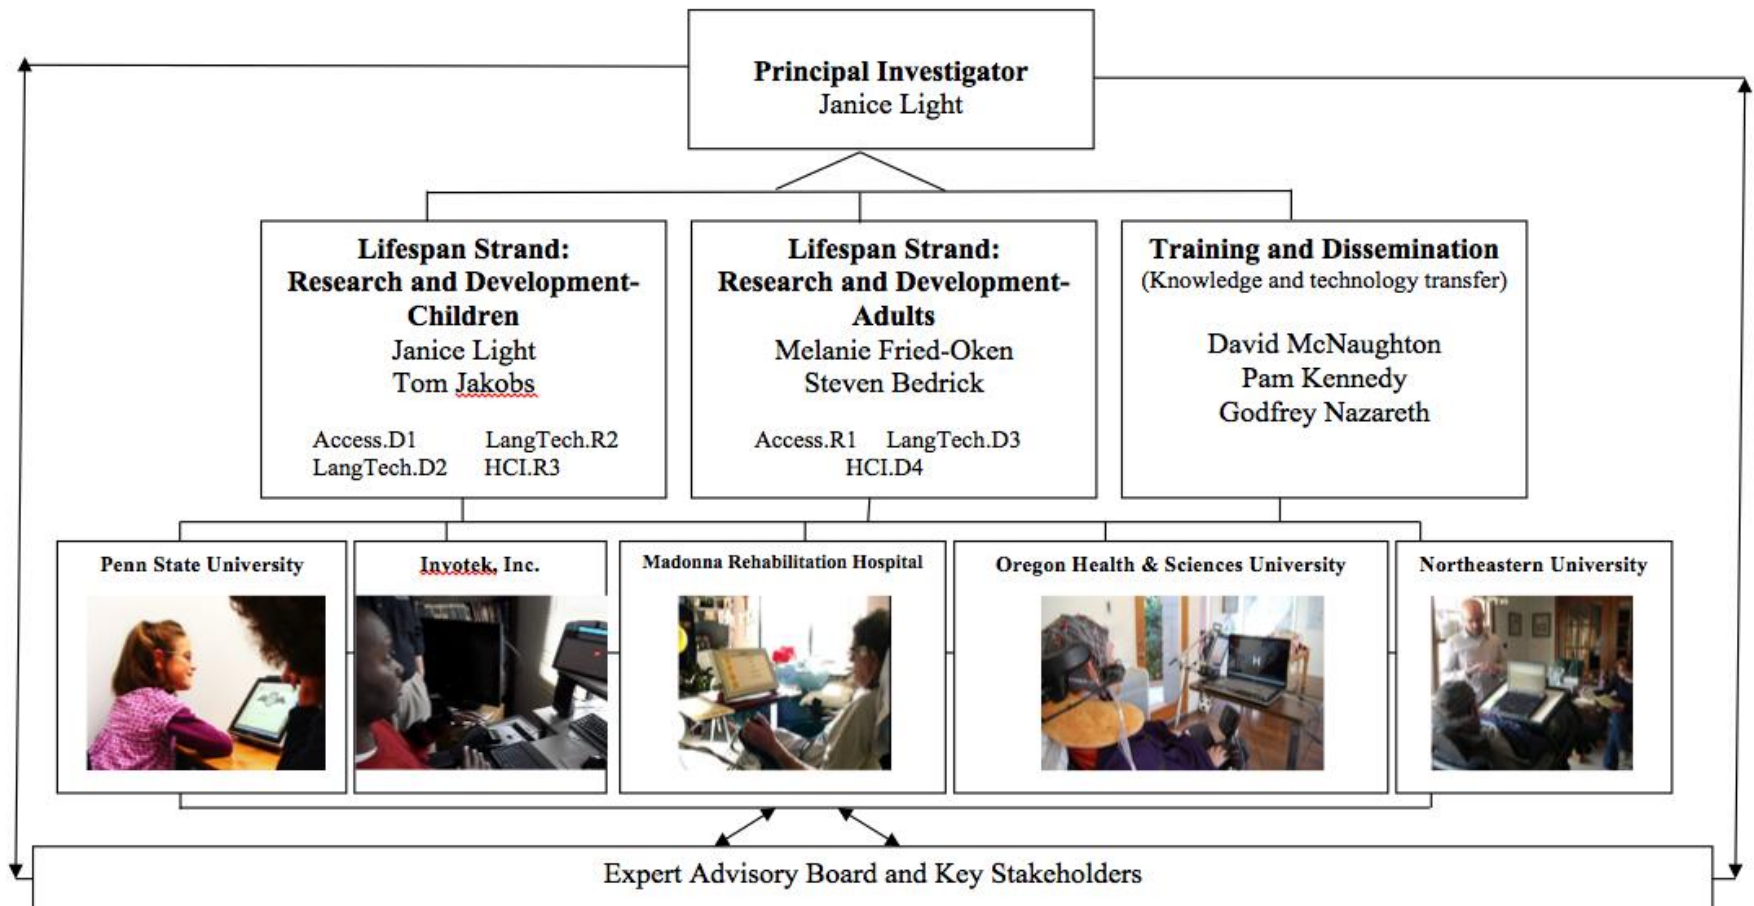 Principal Investigator
Janice Light
Lifespan Strand:
Research and Development-
Children
Janice Light
Tom Jakobs
Access.D1 LangTech.R2
LangTech.D2 HCI.R3
Lifespan Strand:
Research and Development-
Adults
Melanie Fried-Oken
Steven Bedrick
Access.R1 LangTech.D3
HCI.D4
Training and Dissemination
(Knowledge and technology transfer)
David McNaughton
Pam Kennedy
Godfrey Nazareth
Penn State University
Invotek, Inc.
Madonna Rehabilitation Hospital
Oregon Health & Sciences University
H
Northeastern University
Expert Advisory Board and Key Stakeholders